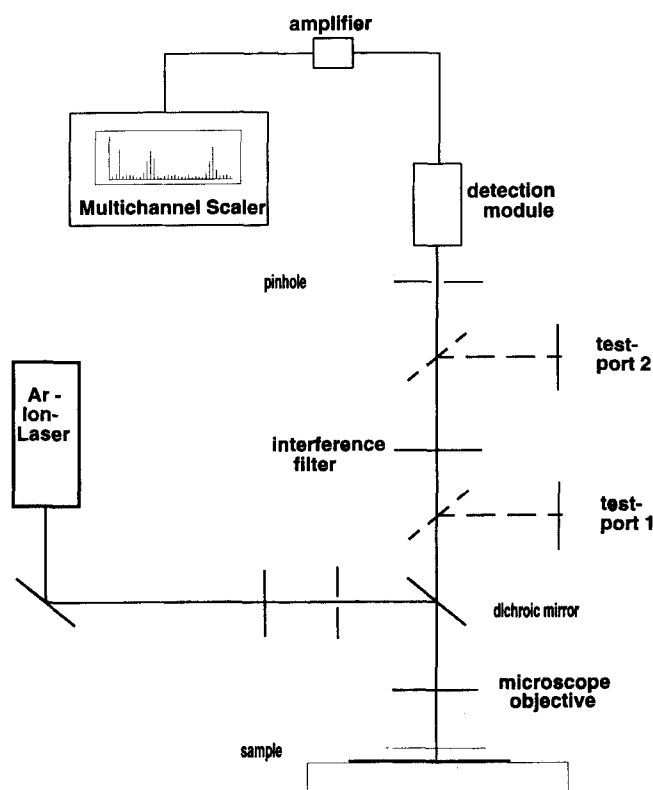 amplifier
Multichannel Scaler
detection
module
pinhole
test-
port 2
Ar -
Ion-
Laser
interference
filter
test-
port 1
dichroic mirror
microscope
objective
sample